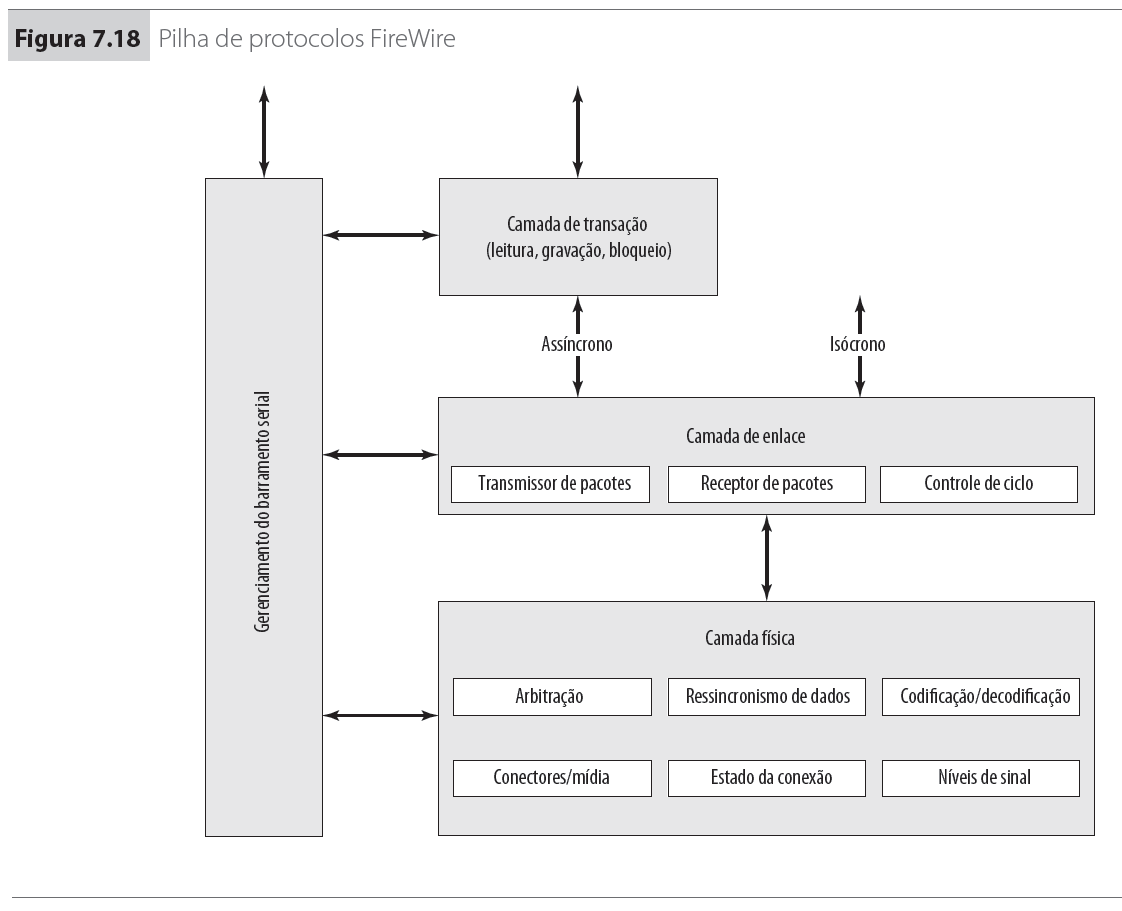 Figura 7.18 Pilha de protocolos FireWire
Camada de transação
(leitura, gravação, bloqueio)
Assíncrono
Isócrono
Gerenciamento do barramento serial
Camada de enlace
Transmissor de pacotes
Receptor de pacotes
Controle de ciclo
Camada física
Arbitração
Ressincronismo de dados
Codificação/decodificação
Conectores/mídia
Estado da conexão
Níveis de sinal